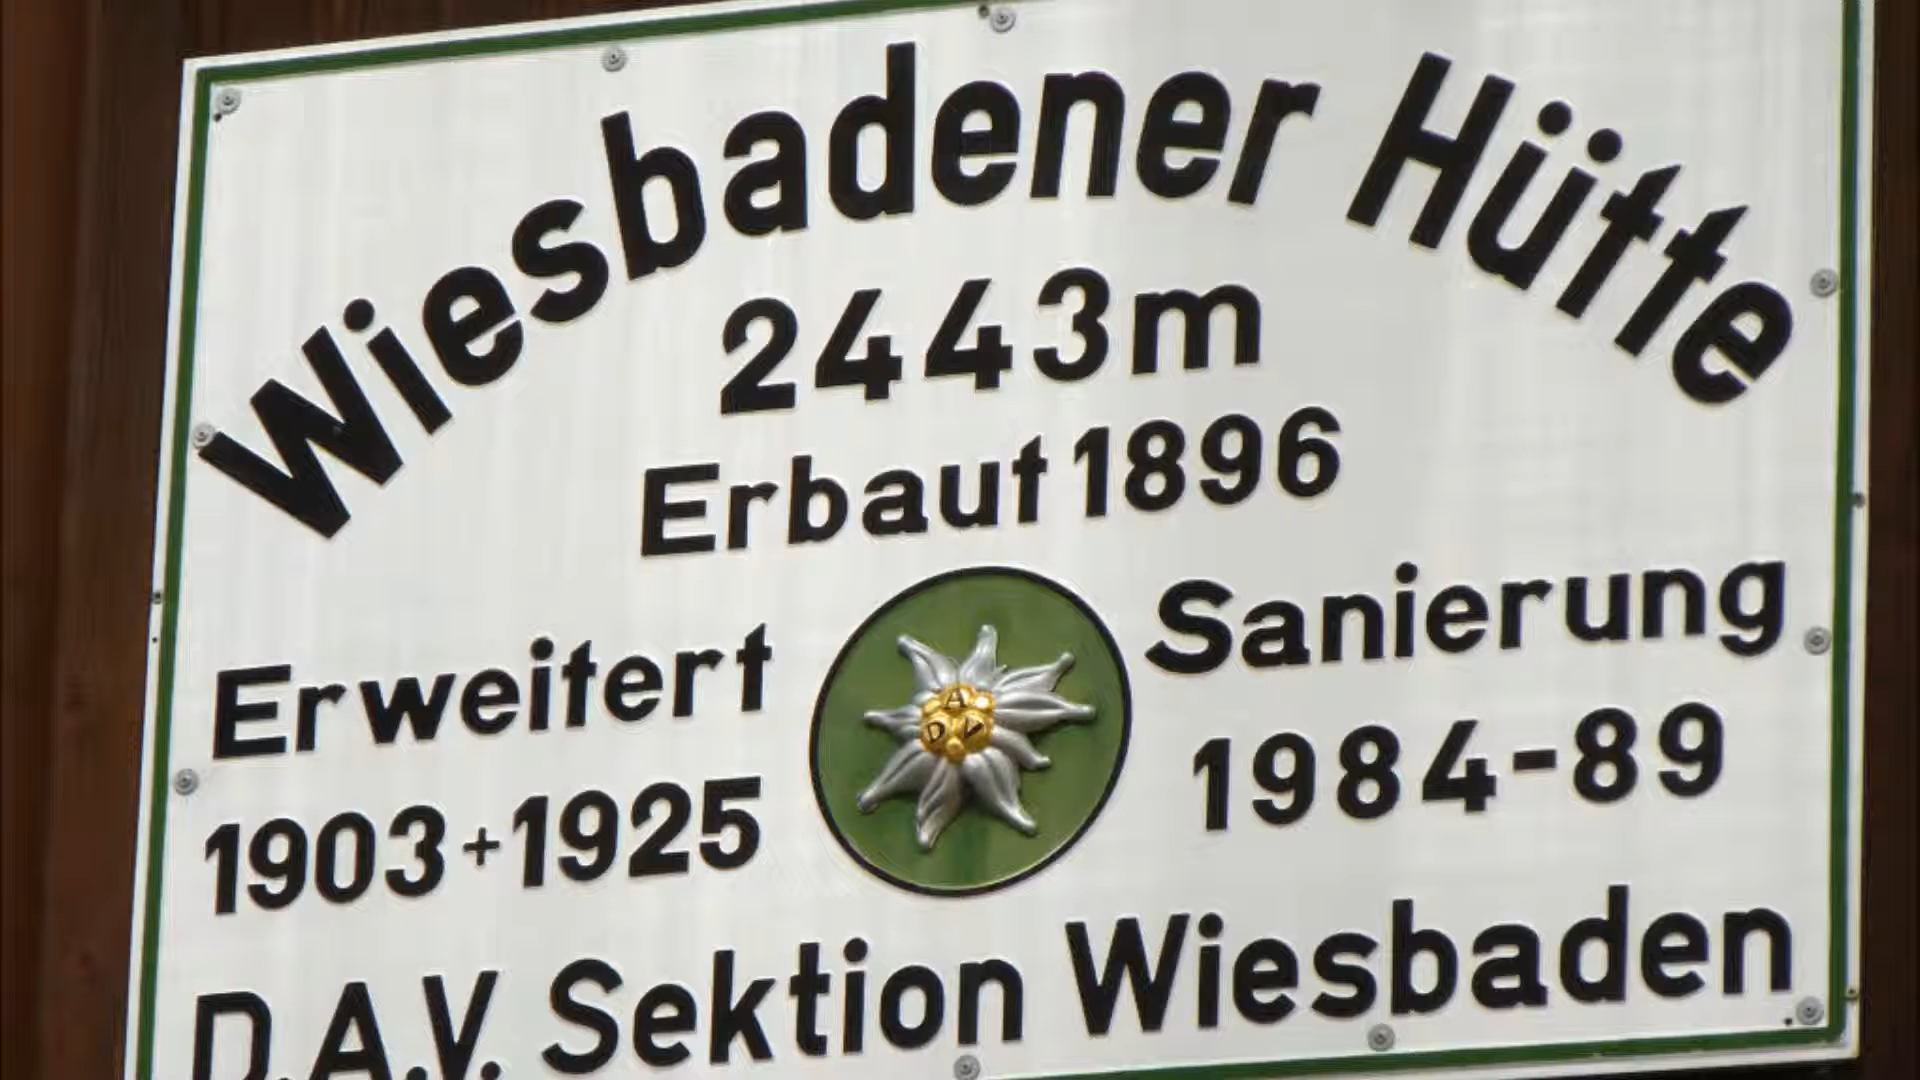 Wiesbadener Hütte
2443m
Erbaut 1896
Erweitert
1903+1925
A
D V
Sanierung
1984-89
D.A.V. Sektion Wiesbaden